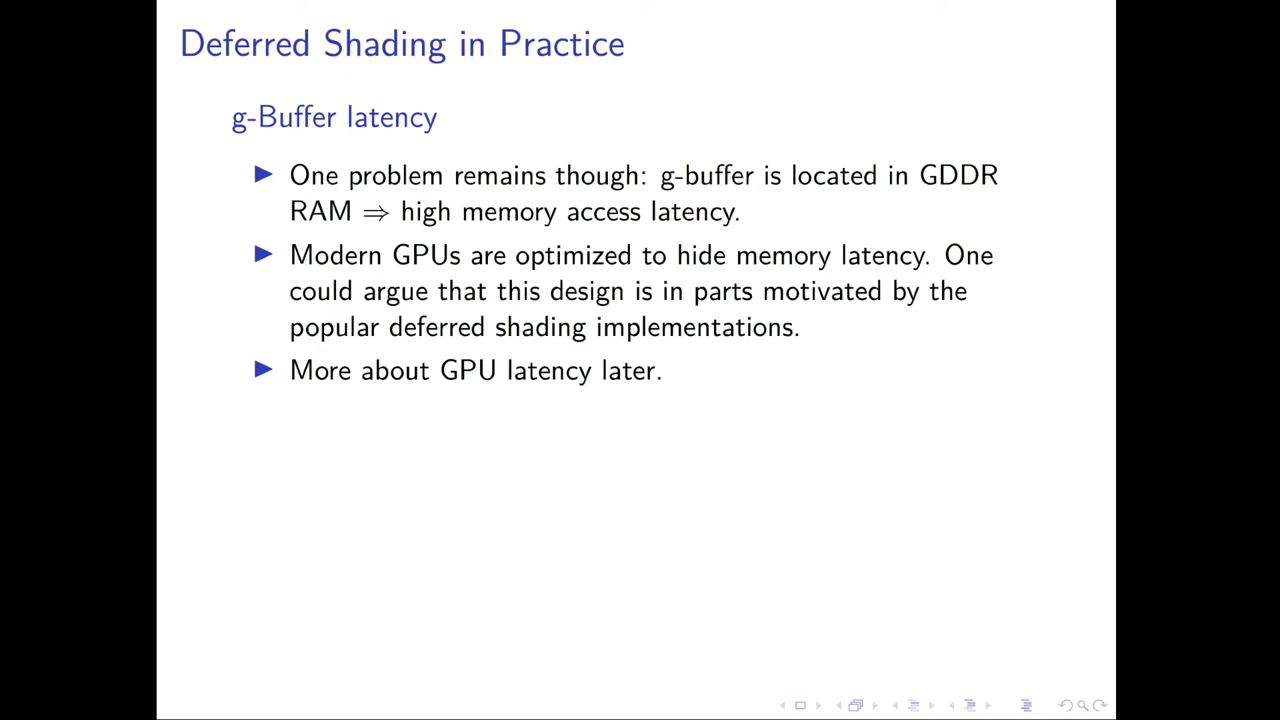 Deferred Shading in Practice
g-Buffer latency
One problem remains though: g-buffer is located in GDDR
RAM ⇒ high memory access latency.
Modern GPUs are optimized to hide memory latency. One
could argue that this design is in parts motivated by the
popular deferred shading implementations.
More about GPU latency later.